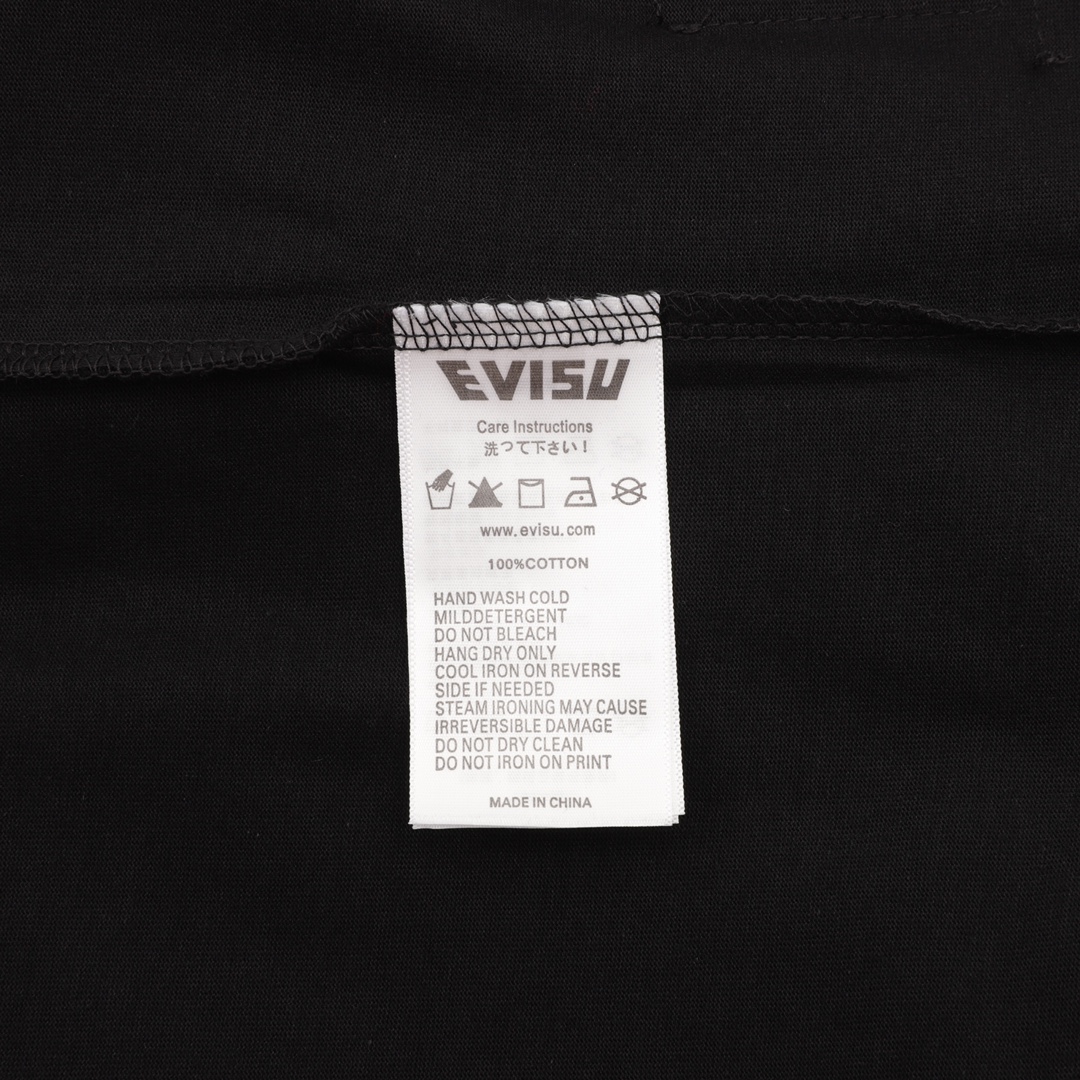 EVISU
Care Instructions
洗つて下さい！
www.evisu.com
100%COTTON
HAND WASH COLD
MILDDETERGENT
DO NOT BLEACH
HANG DRY ONLY
COOL IRON ON REVERSE
SIDE IF NEEDED
STEAM IRONING MAY CAUSE
IRREVERSIBLE DAMAGE
DO NOT DRY CLEAN
DO NOT IRON ON PRINT
MADE IN CHINA